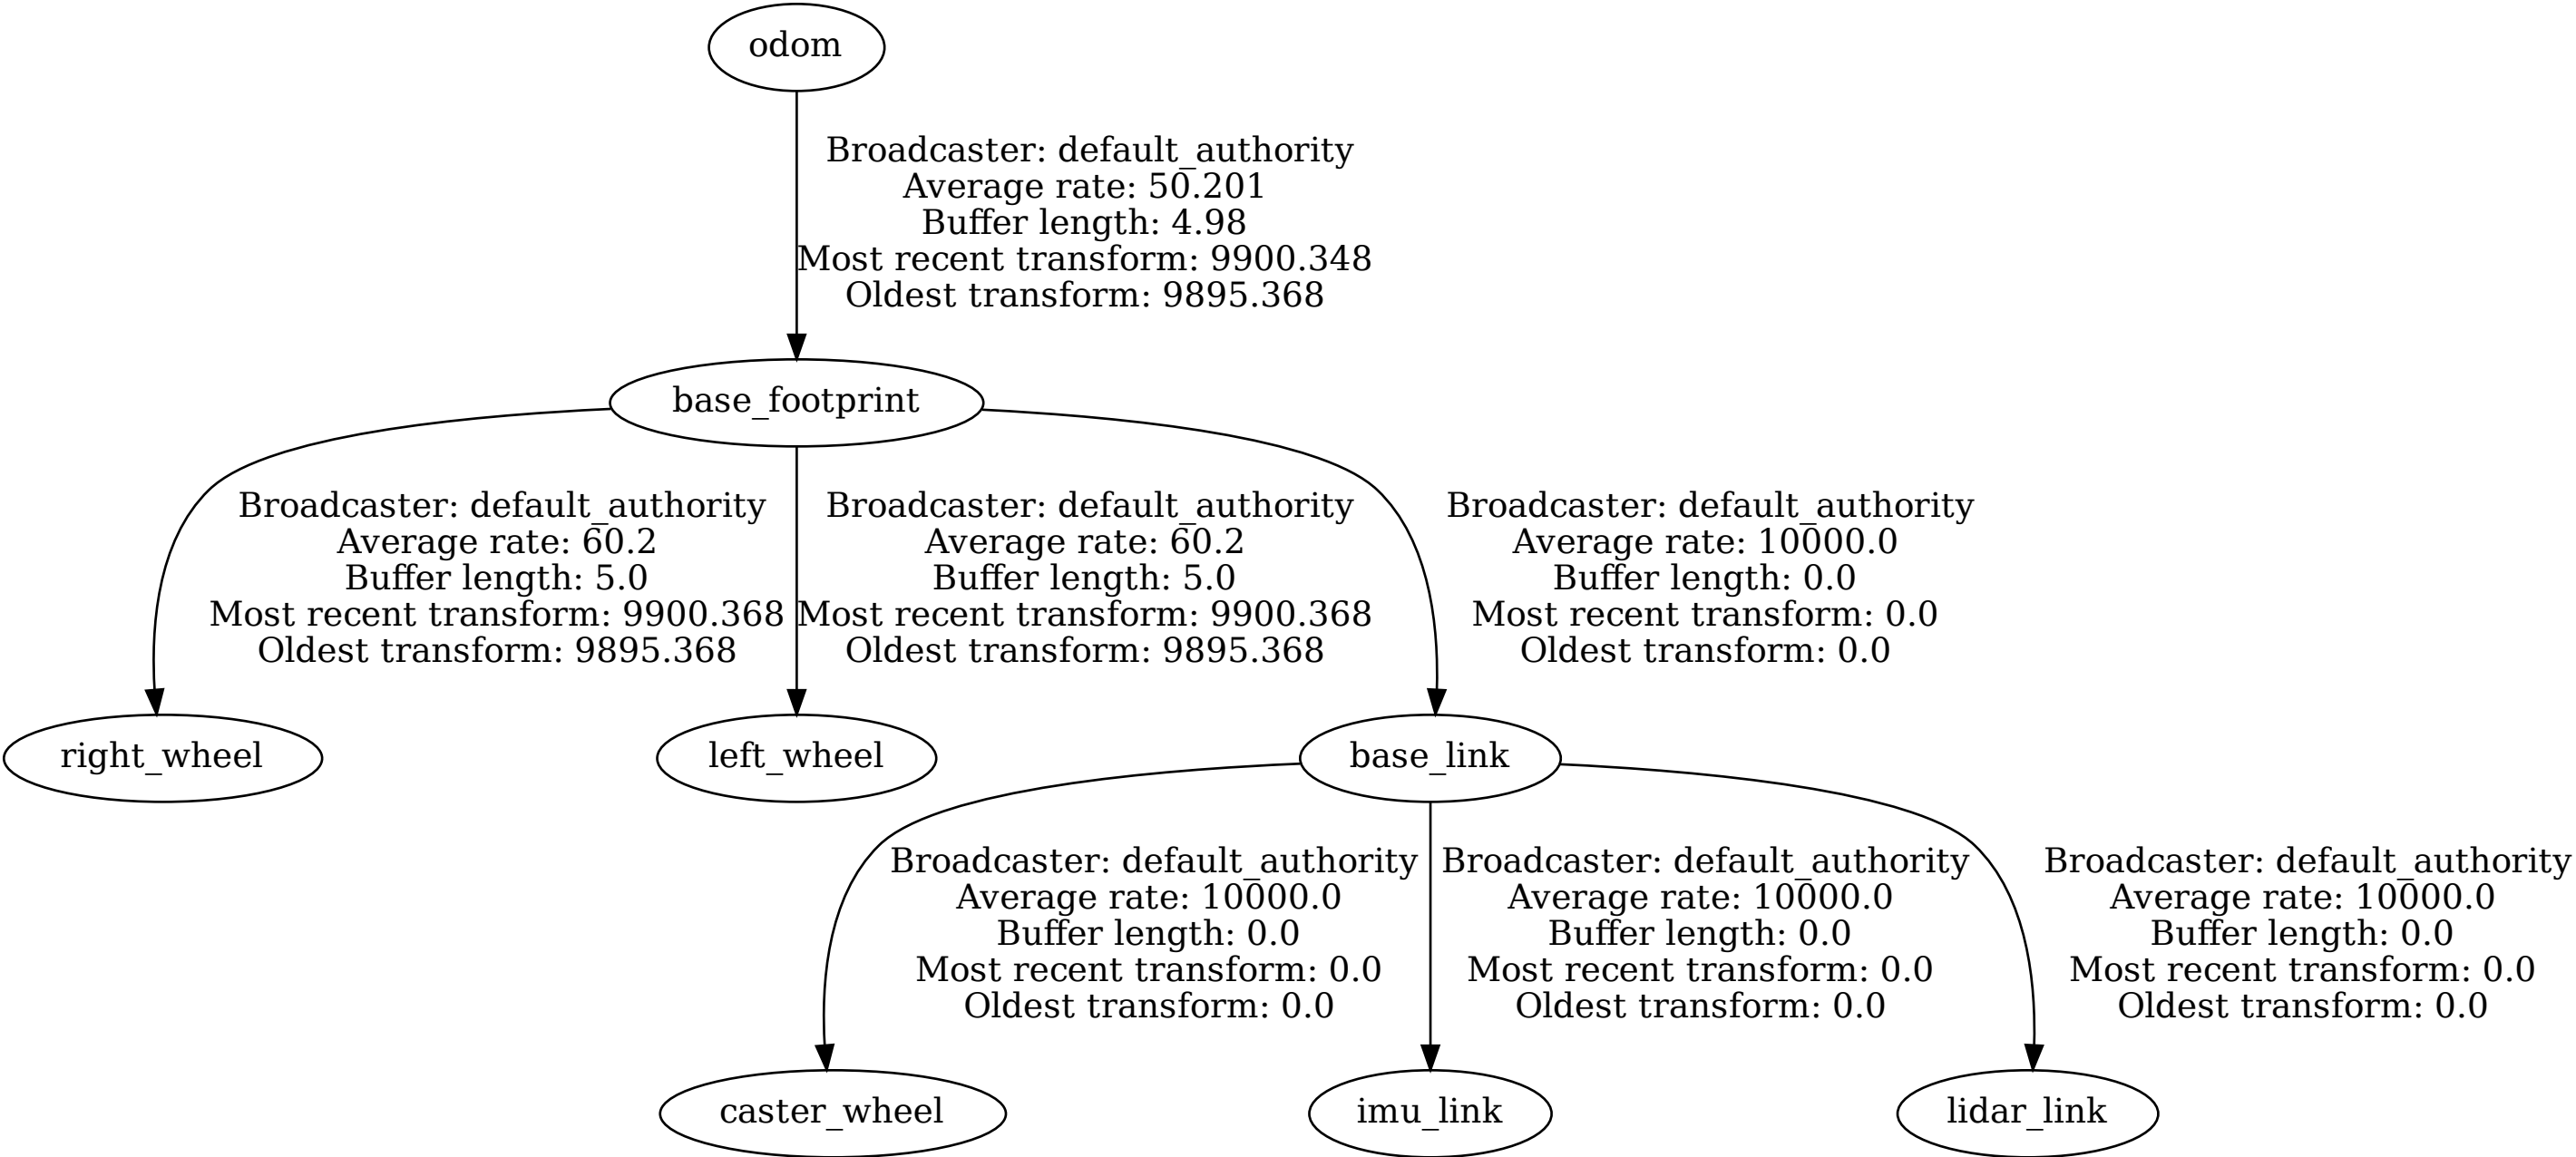 odom
Broadcaster: default_authority
Average rate: 50.201
Buffer length: 4.98
Most recent transform: 9900.348
Oldest transform: 9895.368
base_footprint
Broadcaster: default_authority
Average rate: 60.2
Buffer length: 5.0
Most recent transform: 9900.368
Oldest transform: 9895.368
Broadcaster: default_authority
Average rate: 60.2
Buffer length: 5.0
Most recent transform: 9900.368
Oldest transform: 9895.368
Broadcaster: default_authority
Average rate: 10000.0
Buffer length: 0.0
Most recent transform: 0.0
Oldest transform: 0.0
right_wheel
left_wheel
base_link
Broadcaster: default_authority
Average rate: 10000.0
Buffer length: 0.0
Most recent transform: 0.0
Oldest transform: 0.0
Broadcaster: default_authority
Average rate: 10000.0
Buffer length: 0.0
Most recent transform: 0.0
Oldest transform: 0.0
Broadcaster: default_authority
Average rate: 10000.0
Buffer length: 0.0
Most recent transform: 0.0
Oldest transform: 0.0
caster_wheel
imu_link
lidar_link